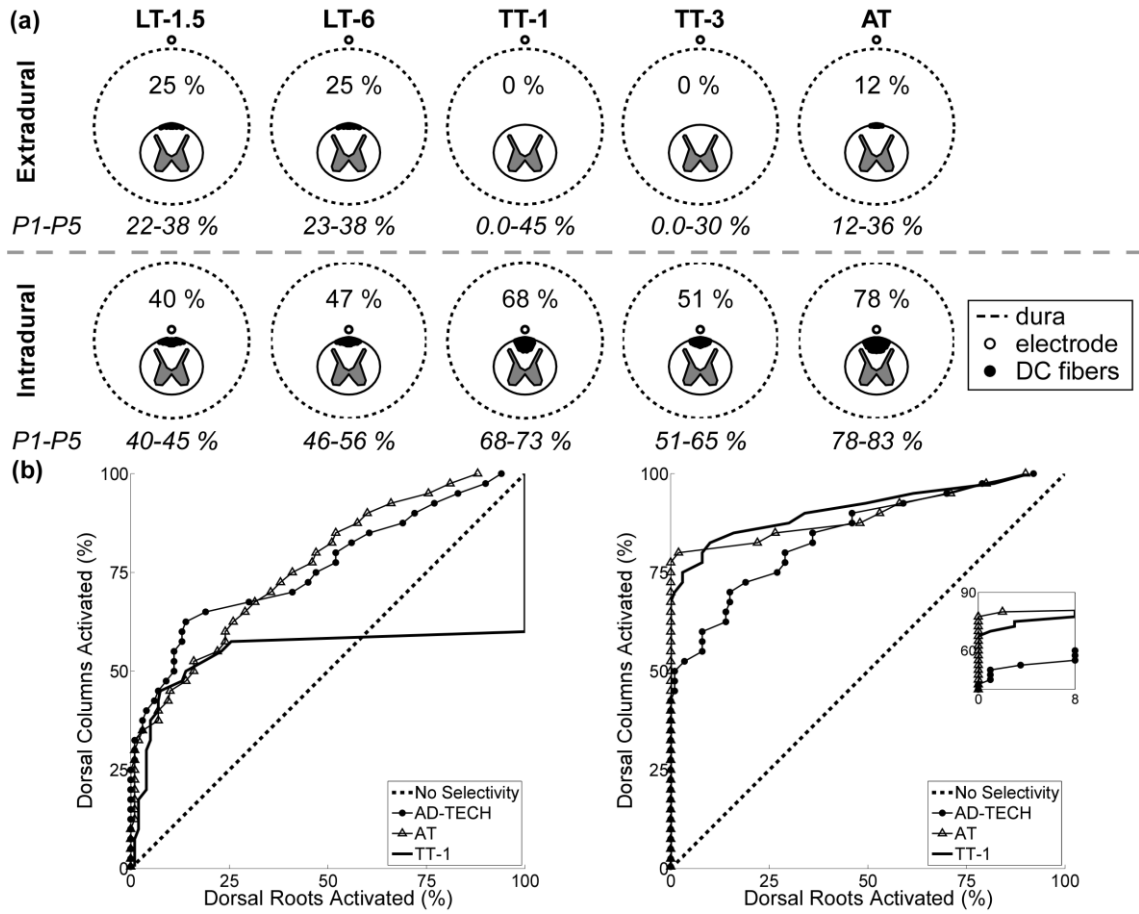 (a)
LT-1.5 LT-6 TT-1 TT-3 AT
Extradural
25 % 25 % 0 % 0 % 12 %
P1-P5 22-38 % 23-38 % 0.0-45 % 0.0-30 % 12-36 %
Intradural
40 % 47 % 68 % 51 % 78 %
P1-P5 40-45 % 46-56 % 68-73 % 51-65 % 78-83 %
dura
electrode
DC fibers
(b)
Dorsal Columns Activated (%)
100
75
50
25
0
No Selectivity
AD-TECH
AT
TT-1
0 25 50 75 100
Dorsal Roots Activated (%)
Dorsal Columns Activated (%)
100
75
50
25
0
90
60
0 8
No Selectivity
AD-TECH
AT
TT-1
0 25 50 75 100
Dorsal Roots Activated (%)